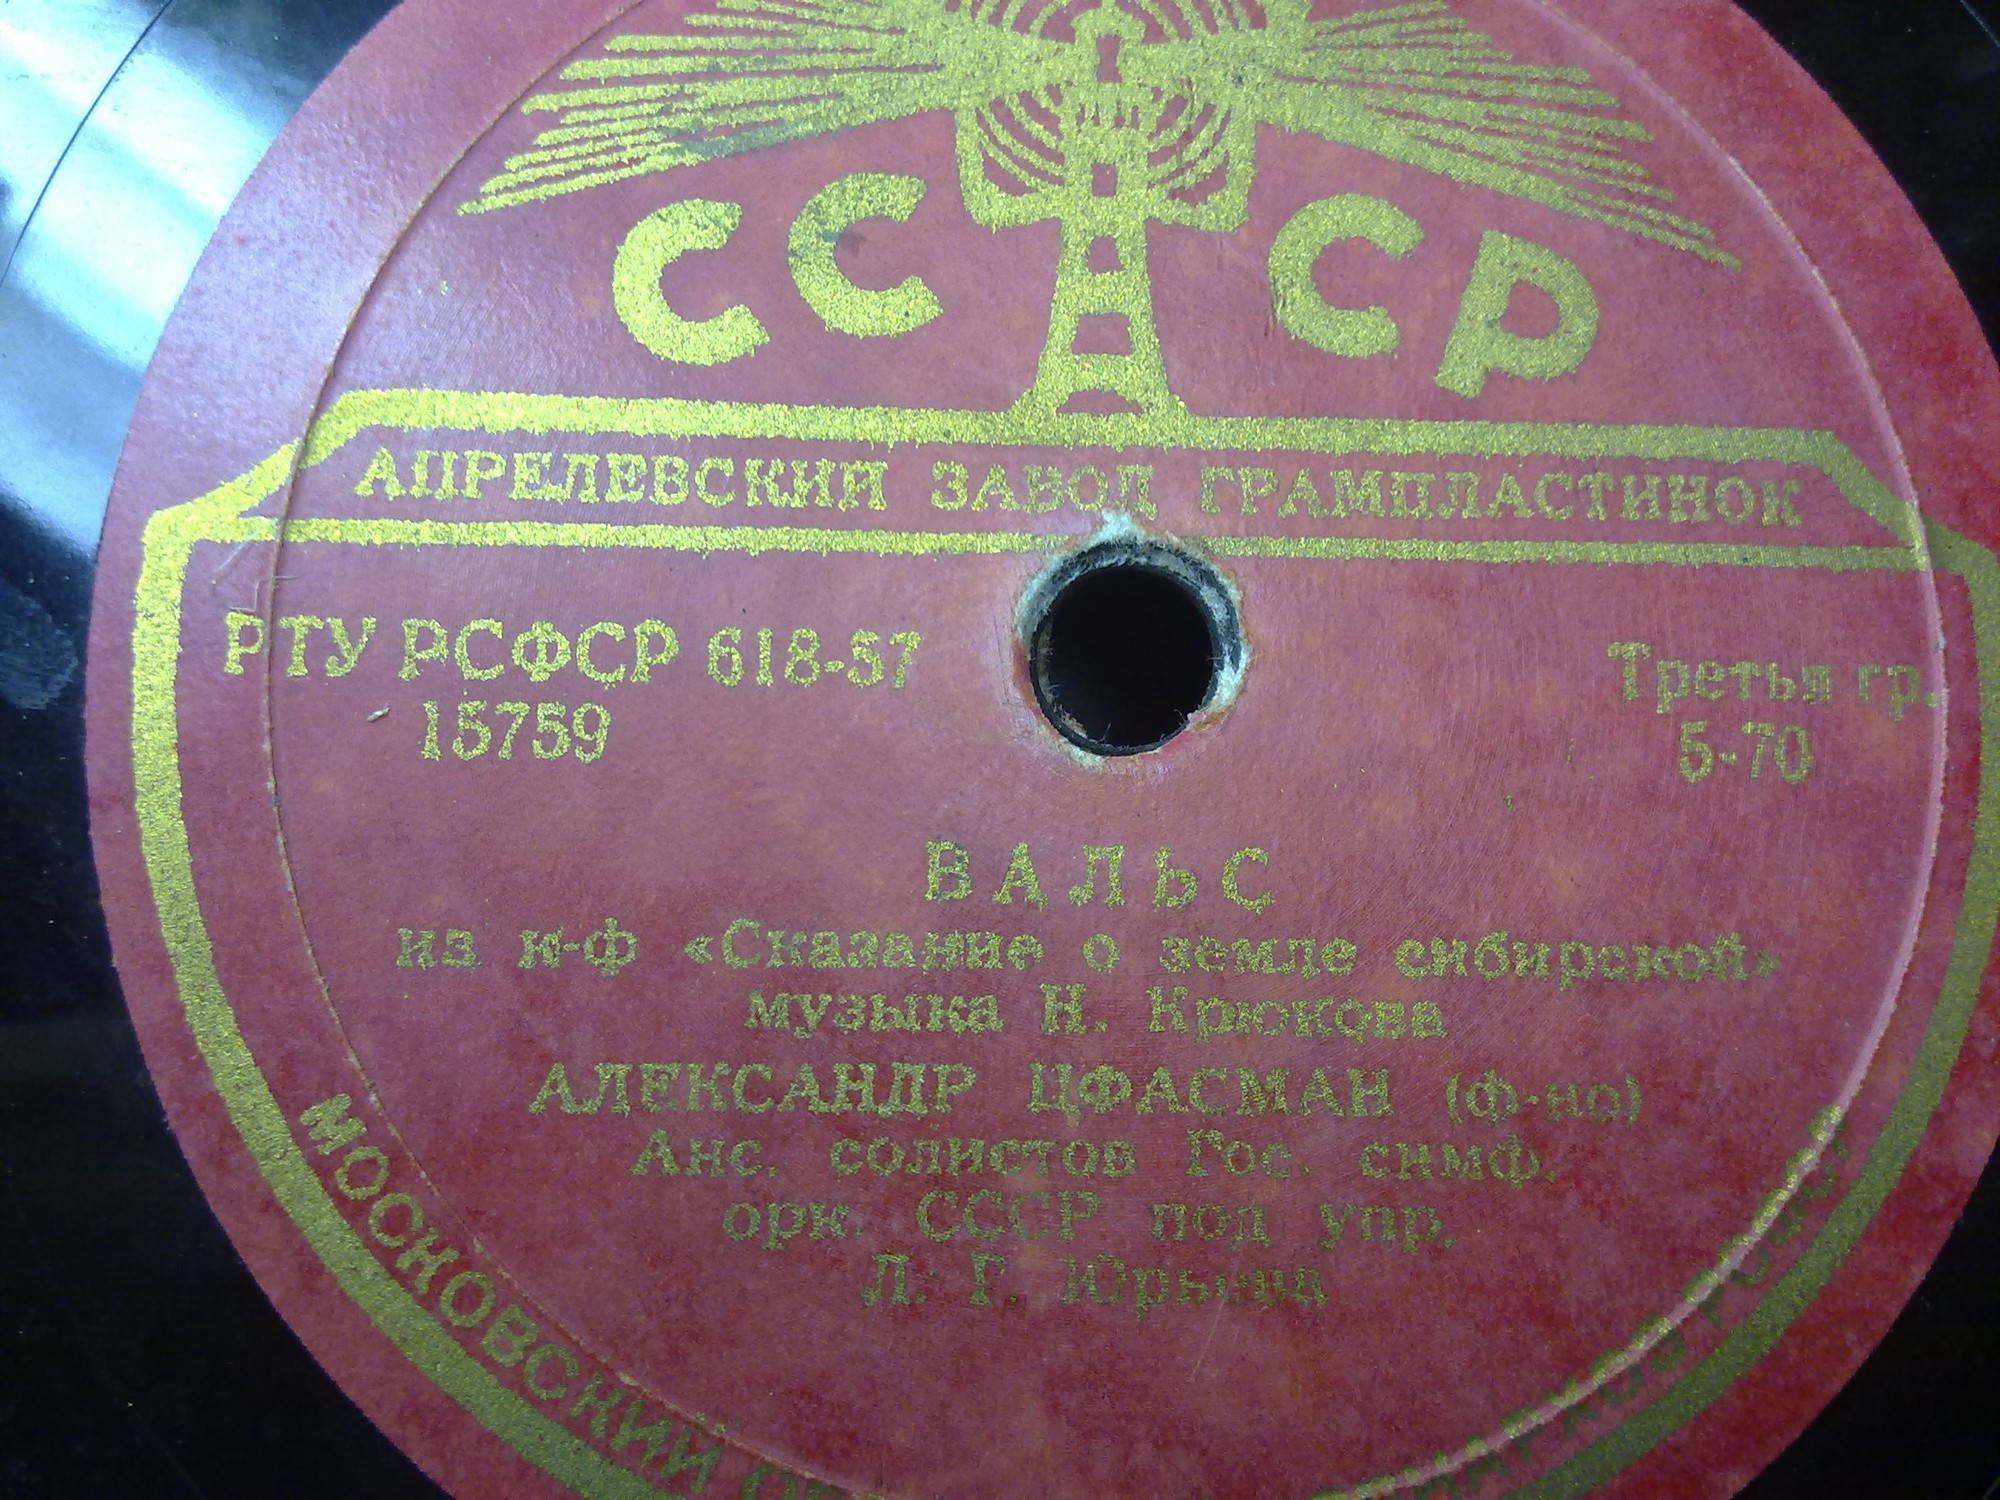 СССР
АПРЕЛЕВСКИЙ ЗАВОД ГРАМПЛАСТИНОК
РТУ РСФСР 618-57
15759
Третья гр.
5-70
ВАЛЬС
из к-ф «Сказание о земле сибирской»
музыка Н. Крюкова
АЛЕКСАНДР ЦФАСМАН (ф-но)
Анс. солистов Гос. симф.
орк. СССР под упр.
Л. Г. Юрьева
МОСКОВСКИЙ
РСФСР